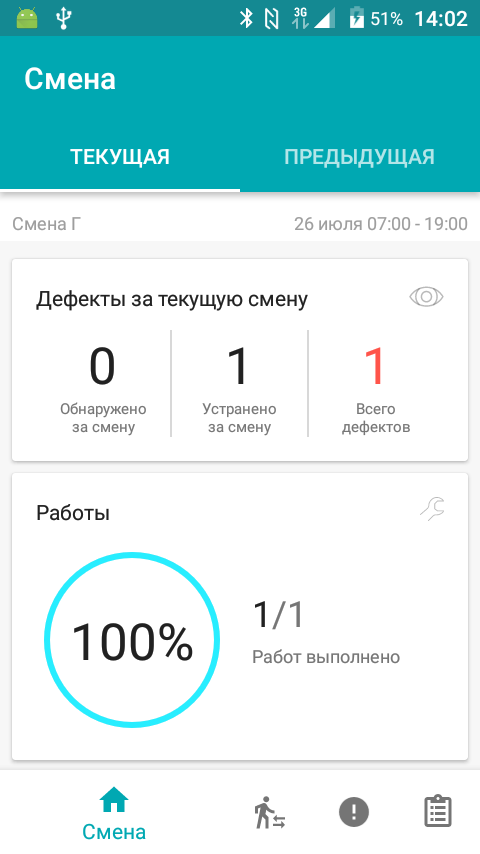 3G 51% 14:02
Смена
ТЕКУЩАЯ ПРЕДЫДУЩАЯ
Смена Г 26 июля 07:00 - 19:00
Дефекты за текущую смену
0 1 1
Обнаружено Устранено Всего
за смену за смену дефектов
Работы
100%
1/1
Работ выполнено
Смена